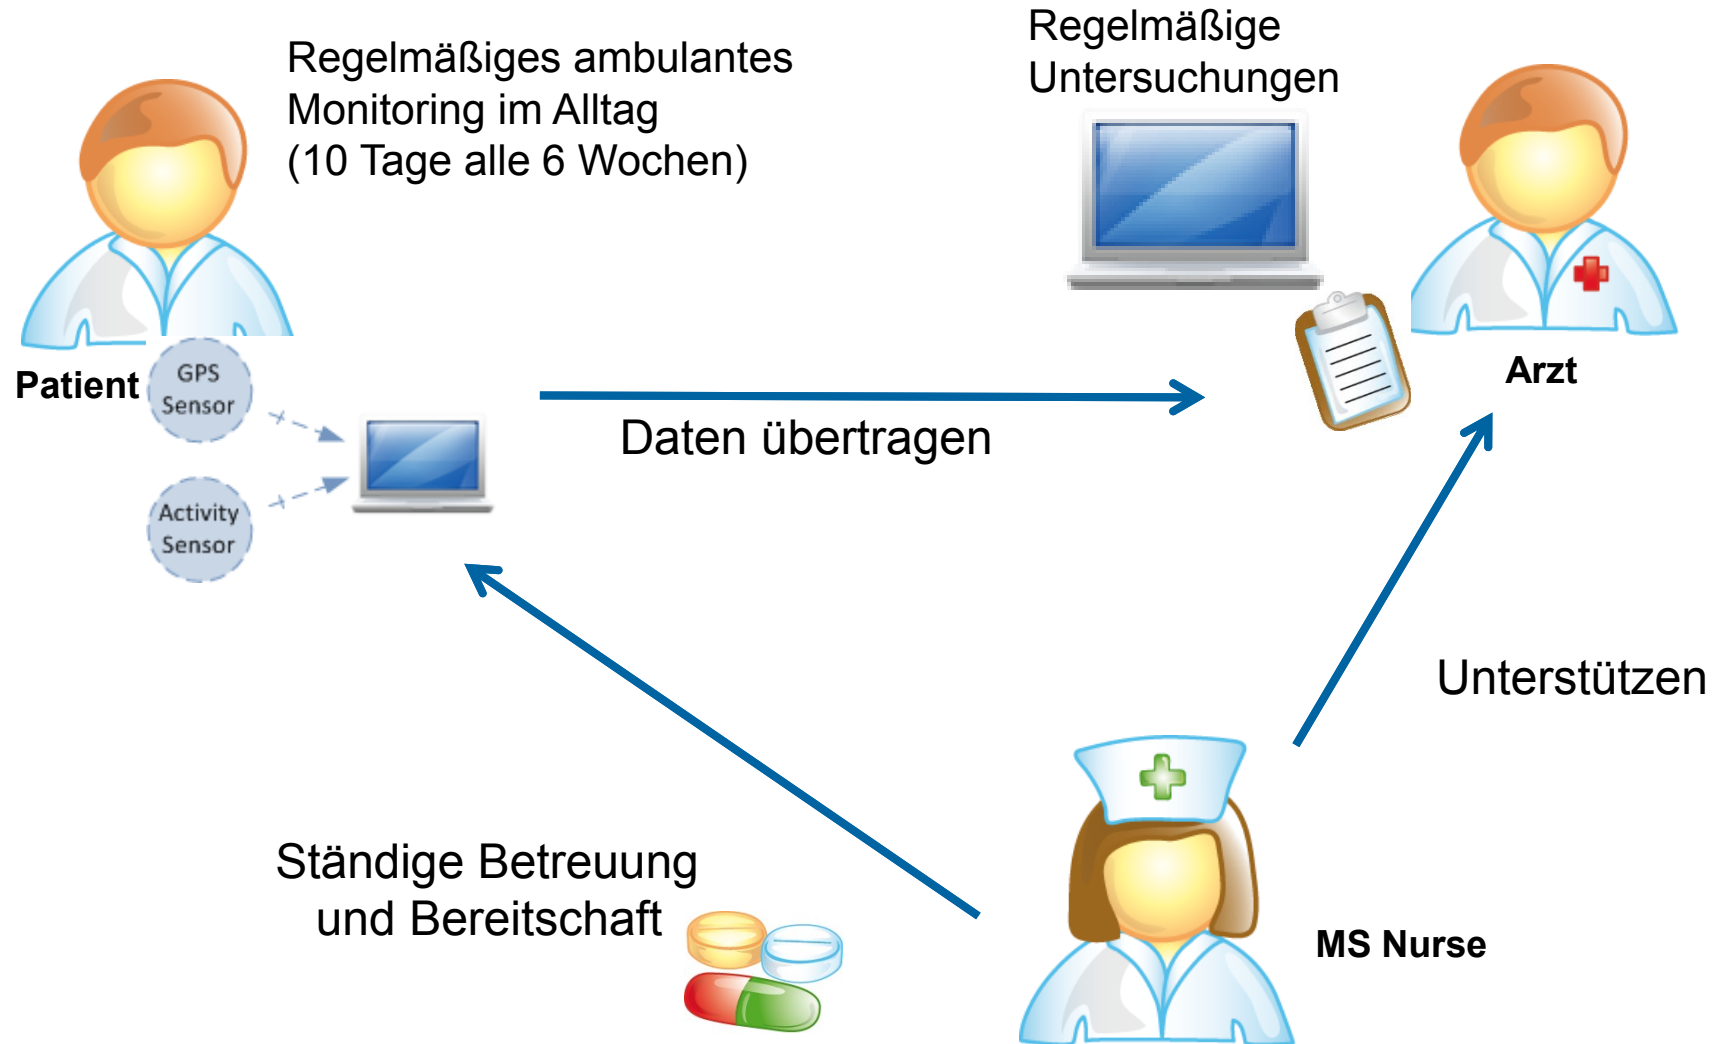 Regelmäßiges ambulantes
Monitoring im Alltag
(10 Tage alle 6 Wochen)
Regelmäßige
Untersuchungen
Patient
GPS
Sensor
Activity
Sensor
Daten übertragen
Arzt
Unterstützen
Ständige Betreuung
und Bereitschaft
MS Nurse